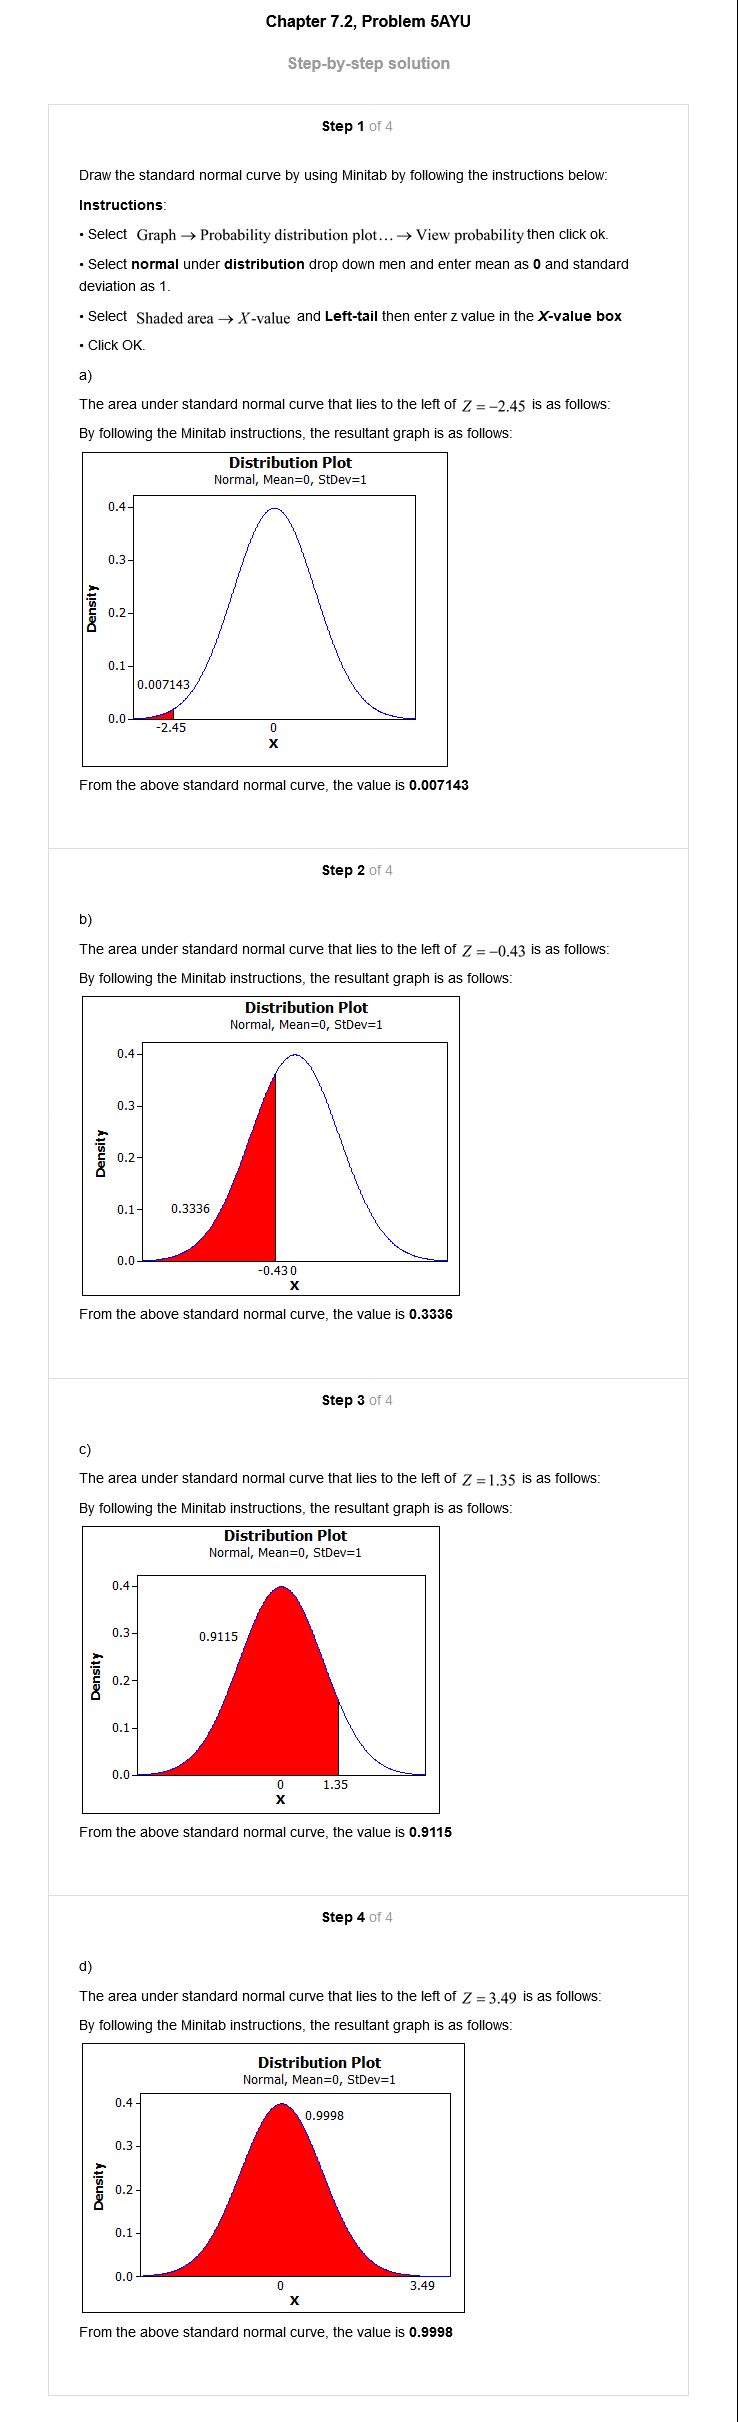 Chapter 7.2, Problem 5AYU
Step-by-step solution
Step 1 of 4
Draw the standard normal curve by using Minitab by following the instructions below:
Instructions:
• Select Graph → Probability distribution plot… → View probability then click ok.
• Select normal under distribution drop down men and enter mean as 0 and standard
deviation as 1.
• Select Shaded area → X-value and Left-tail then enter z value in the X-value box
• Click OK.
a)
The area under standard normal curve that lies to the left of Z = −2.45 is as follows:
By following the Minitab instructions, the resultant graph is as follows:
Distribution Plot
Normal, Mean=0, StDev=1
0.4
0.3
Density
0.2
0.1
0.007143
0.0
-2.45 0
X
From the above standard normal curve, the value is 0.007143
Step 2 of 4
b)
The area under standard normal curve that lies to the left of Z = −0.43 is as follows:
By following the Minitab instructions, the resultant graph is as follows:
Distribution Plot
Normal, Mean=0, StDev=1
0.4
0.3
Density
0.2
0.1 0.3336
0.0
-0.43 0
X
From the above standard normal curve, the value is 0.3336
Step 3 of 4
c)
The area under standard normal curve that lies to the left of Z = 1.35 is as follows:
By following the Minitab instructions, the resultant graph is as follows:
Distribution Plot
Normal, Mean=0, StDev=1
0.4
0.3 0.9115
Density
0.2
0.1
0.0
0 1.35
X
From the above standard normal curve, the value is 0.9115
Step 4 of 4
d)
The area under standard normal curve that lies to the left of Z = 3.49 is as follows:
By following the Minitab instructions, the resultant graph is as follows:
Distribution Plot
Normal, Mean=0, StDev=1
0.4
0.9998
0.3
Density
0.2
0.1
0.0
0 3.49
X
From the above standard normal curve, the value is 0.9998